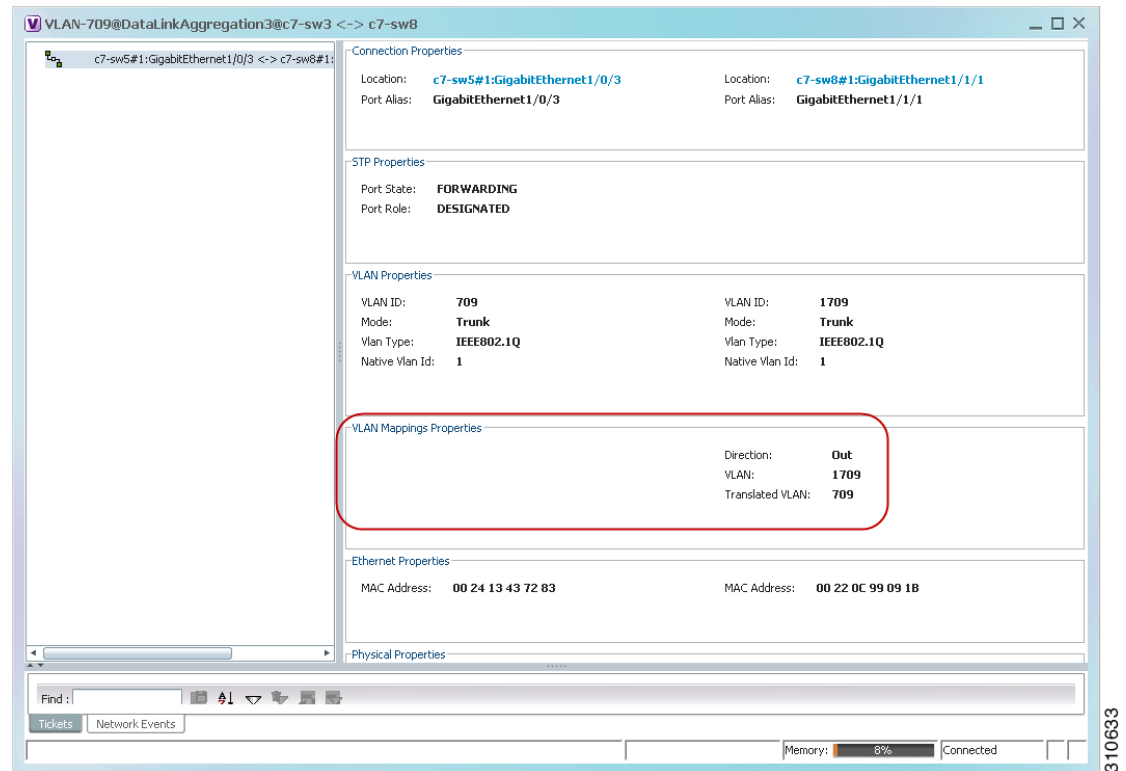 VLAN-709@DataLinkAggregation3@c7-sw3 <-> c7-sw8
c7-sw5#1:GigabitEthernet1/0/3 <-> c7-sw8#1:
Connection Properties
Location: c7-sw5#1:GigabitEthernet1/0/3 Location: c7-sw8#1:GigabitEthernet1/1/1
Port Alias: GigabitEthernet1/0/3 Port Alias: GigabitEthernet1/1/1
STP Properties
Port State: FORWARDING
Port Role: DESIGNATED
VLAN Properties
VLAN ID: 709 VLAN ID: 1709
Mode: Trunk Mode: Trunk
Vlan Type: IEEE802.1Q Vlan Type: IEEE802.1Q
Native Vlan Id: 1 Native Vlan Id: 1
VLAN Mappings Properties
Direction: Out
VLAN: 1709
Translated VLAN: 709
Ethernet Properties
MAC Address: 00 24 13 43 72 83 MAC Address: 00 22 0C 99 09 1B
Physical Properties
Find :
Tickets Network Events
Memory: 8% Connected
310633